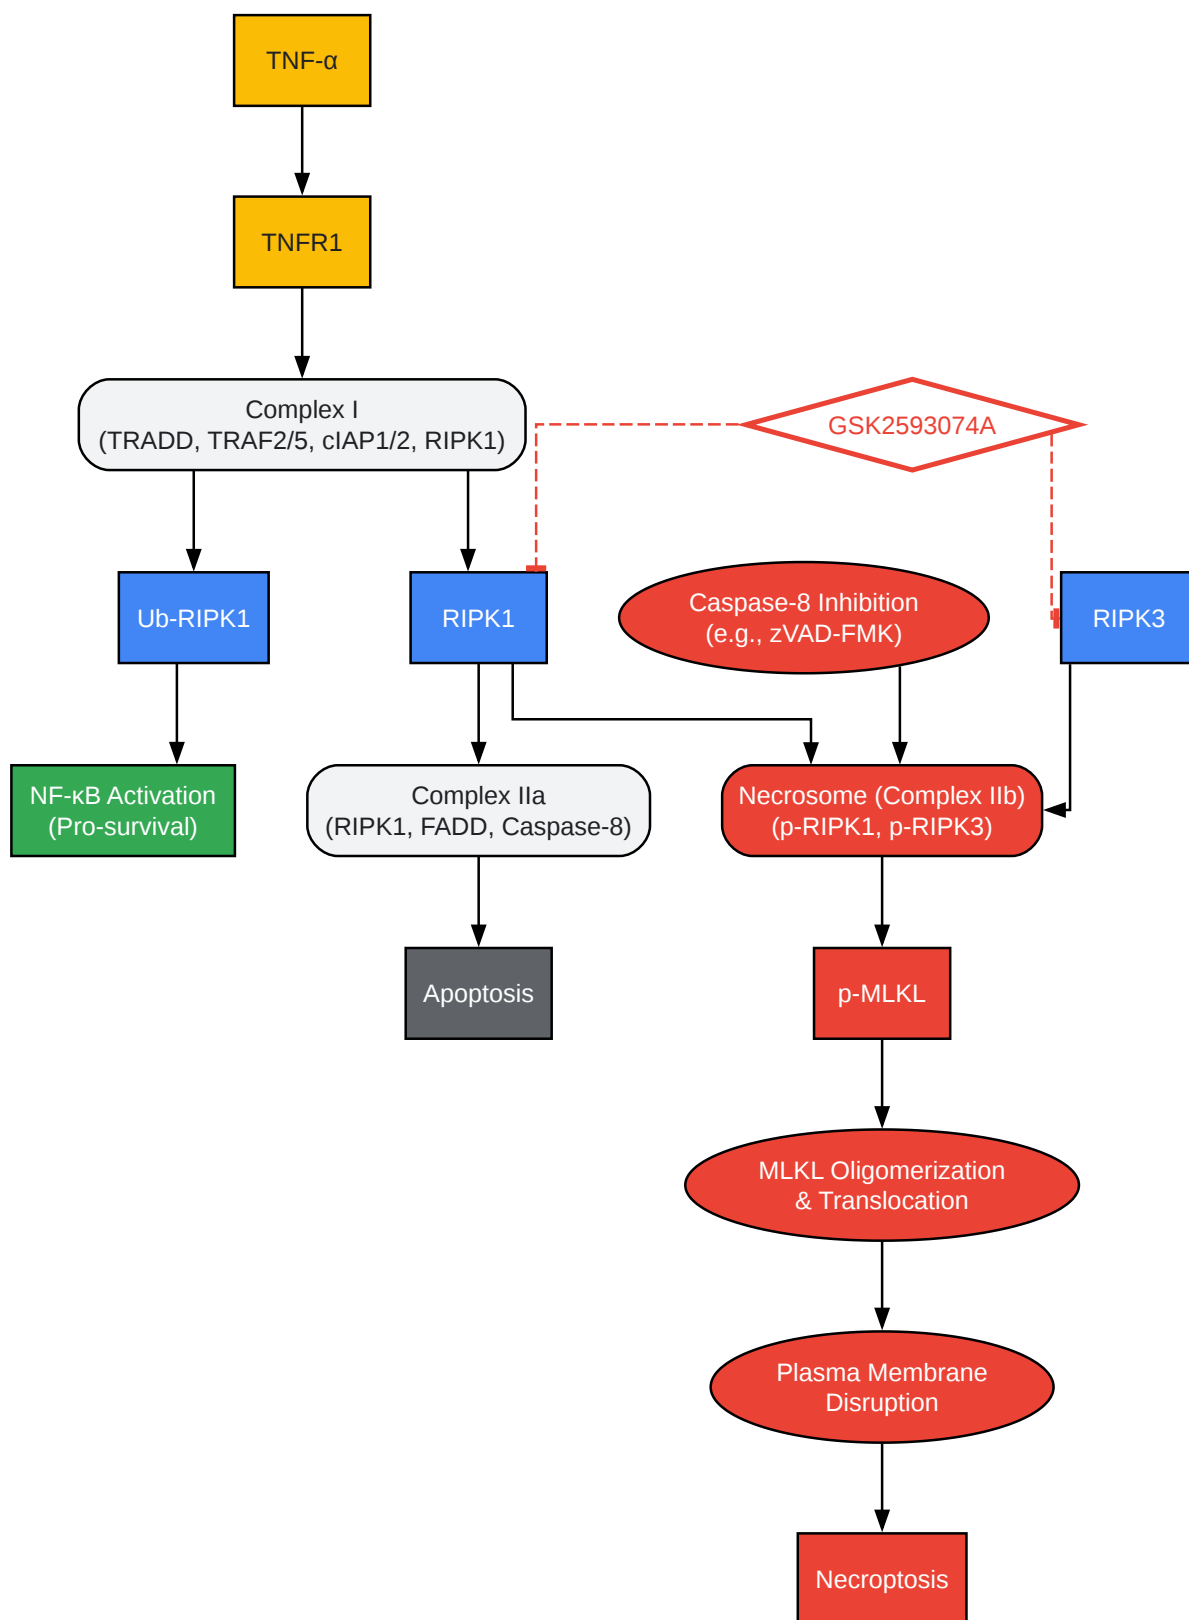 TNF-α
TNFR1
Complex I
(TRADD, TRAF2/5, cIAP1/2, RIPK1)
GSK2593074A
Ub-RIPK1
RIPK1
Caspase-8 Inhibition
(e.g., zVAD-FMK)
RIPK3
NF-κB Activation
(Pro-survival)
Complex IIa
(RIPK1, FADD, Caspase-8)
Necrosome (Complex IIb)
(p-RIPK1, p-RIPK3)
Apoptosis
p-MLKL
MLKL Oligomerization
& Translocation
Plasma Membrane
Disruption
Necroptosis